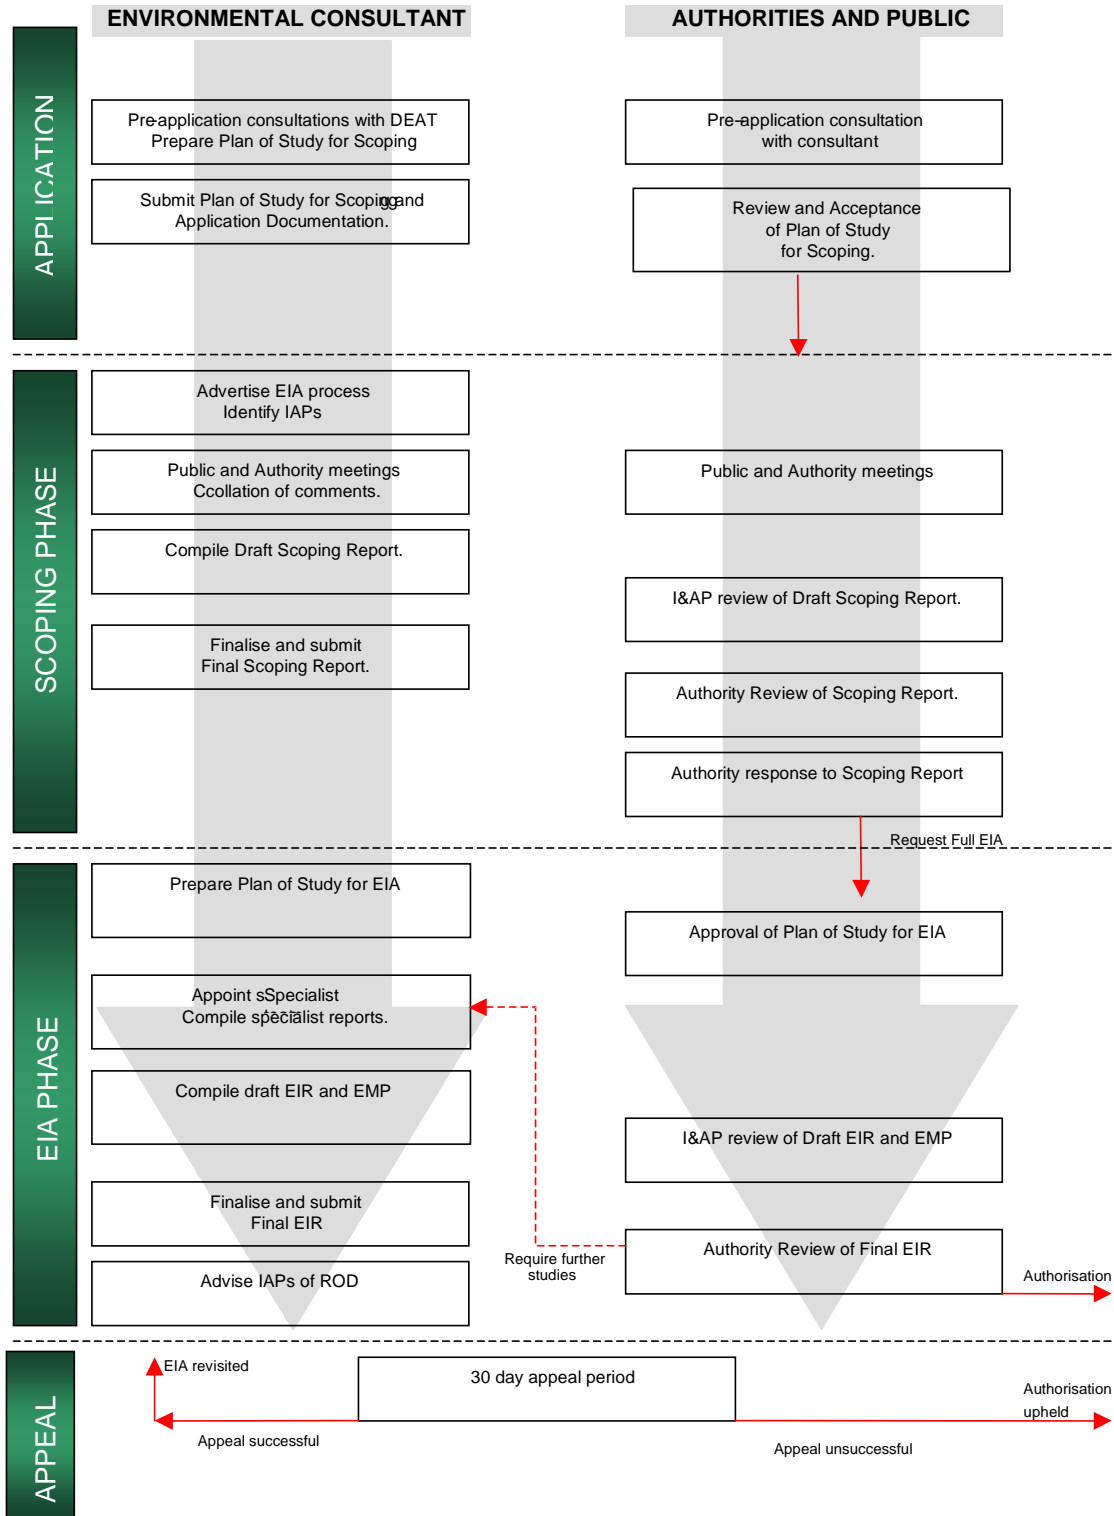 ENVIRONMENTAL CONSULTANT
AUTHORITIES AND PUBLIC
APPLICATION
Pre-application consultations with DEAT
Prepare Plan of Study for Scoping
Pre-application consultation
with consultant
Submit Plan of Study for Scoping and
Application Documentation.
Review and Acceptance
of Plan of Study
for Scoping.
SCOPING PHASE
Advertise EIA process
Identify IAPs
Public and Authority meetings
Ccollation of comments.
Public and Authority meetings
Compile Draft Scoping Report.
I&AP review of Draft Scoping Report.
Finalise and submit
Final Scoping Report.
Authority Review of Scoping Report.
Authority response to Scoping Report
Request Full EIA
EIA PHASE
Prepare Plan of Study for EIA
Approval of Plan of Study for EIA
Appoint sSpecialist
Compile specialist reports.
Compile draft EIR and EMP
I&AP review of Draft EIR and EMP
Finalise and submit
Final EIR
Authority Review of Final EIR
Require further
studies
Advise IAPs of ROD
Authorisation
APPEAL
EIA revisited
30 day appeal period
Authorisation
upheld
Appeal successful
Appeal unsuccessful